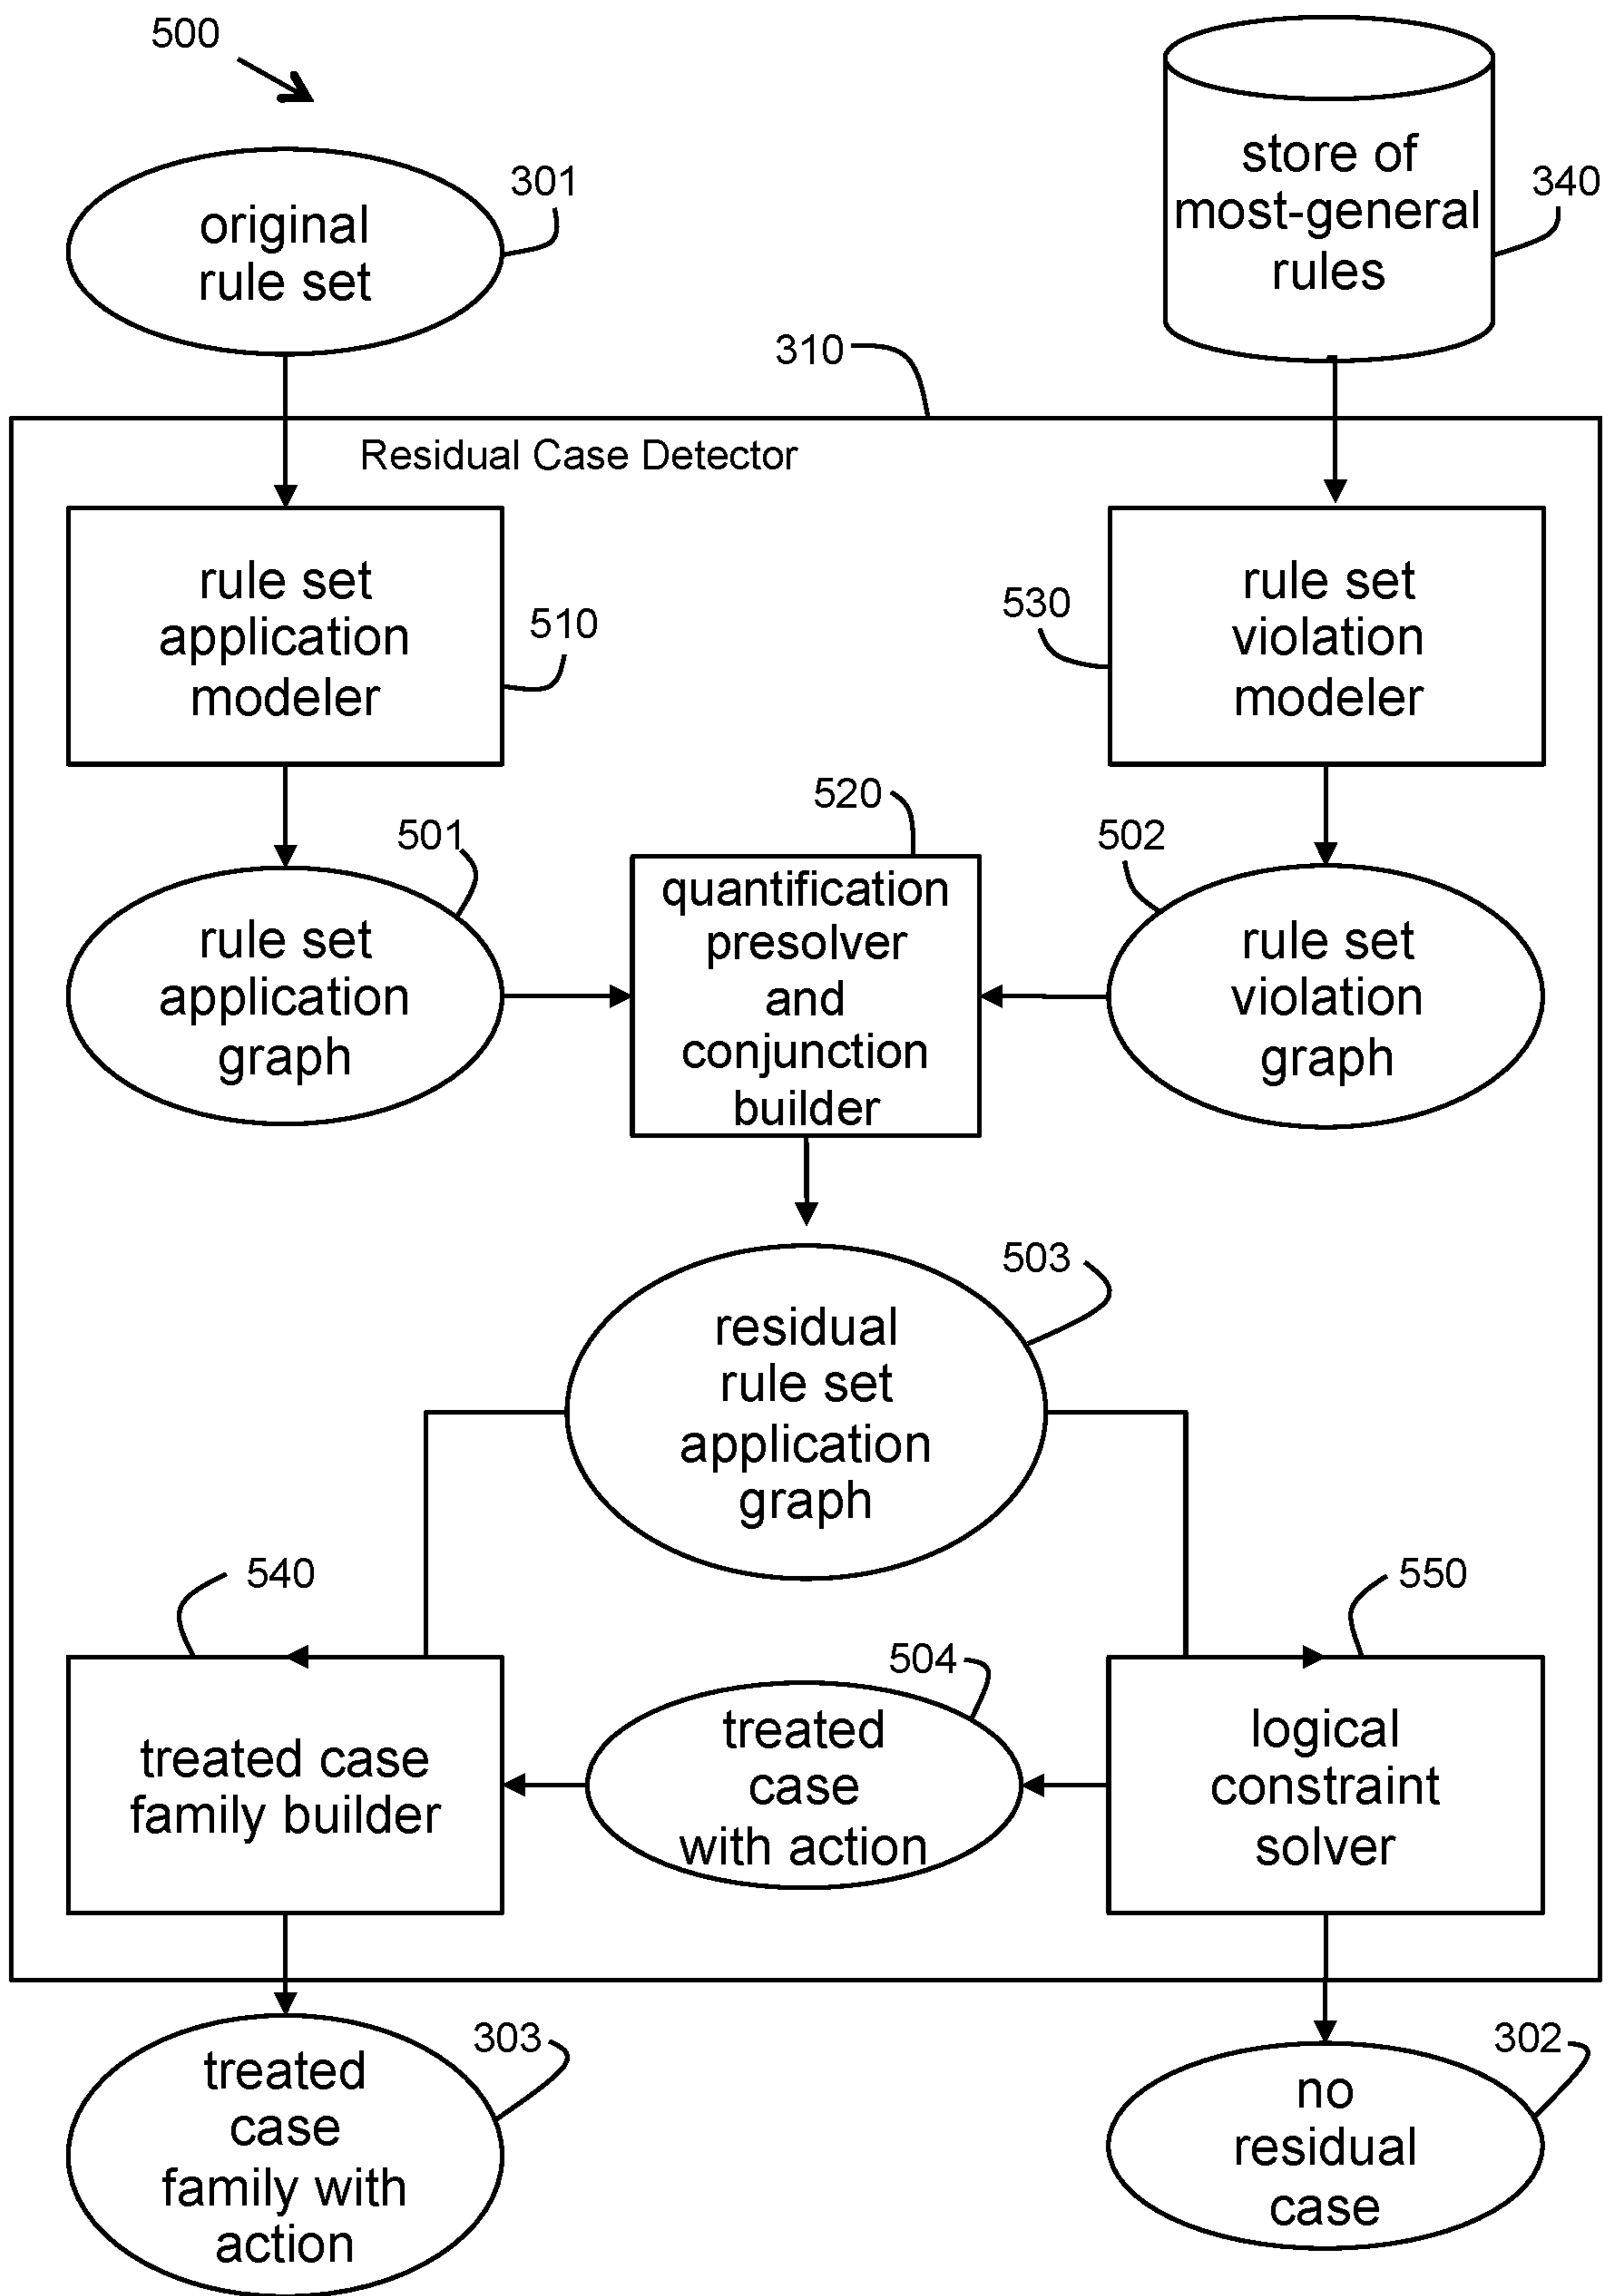 500
original
rule set
301
store of
most-general
rules
340
310
Residual Case Detector
rule set
application
modeler
510
530
rule set
violation
modeler
501
rule set
application
graph
520
quantification
presolver
and
conjunction
builder
502
rule set
violation
graph
503
residual
rule set
application
graph
540
treated case
family builder
504
treated
case
with action
550
logical
constraint
solver
303
treated
case
family with
action
302
no
residual
case